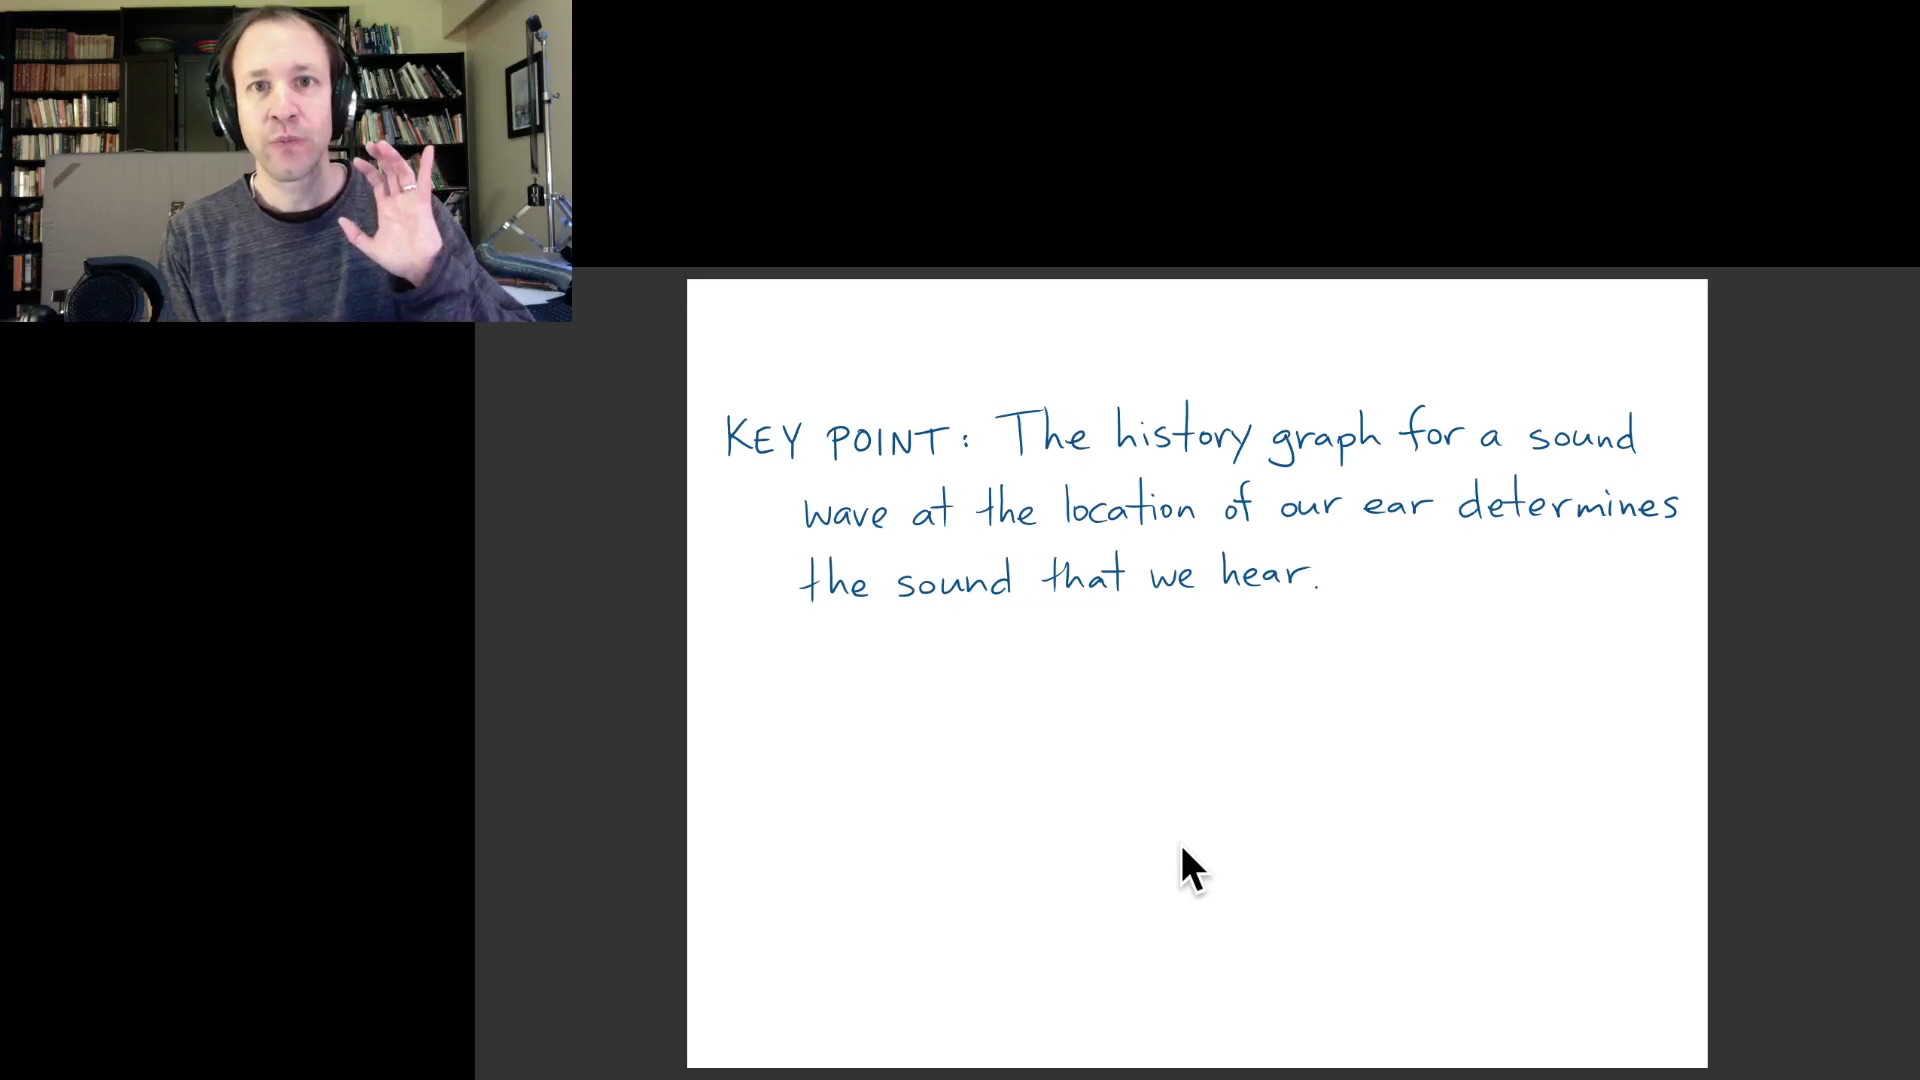 KEY POINT: The history graph for a sound
wave at the location of our ear determines
the sound that we hear.